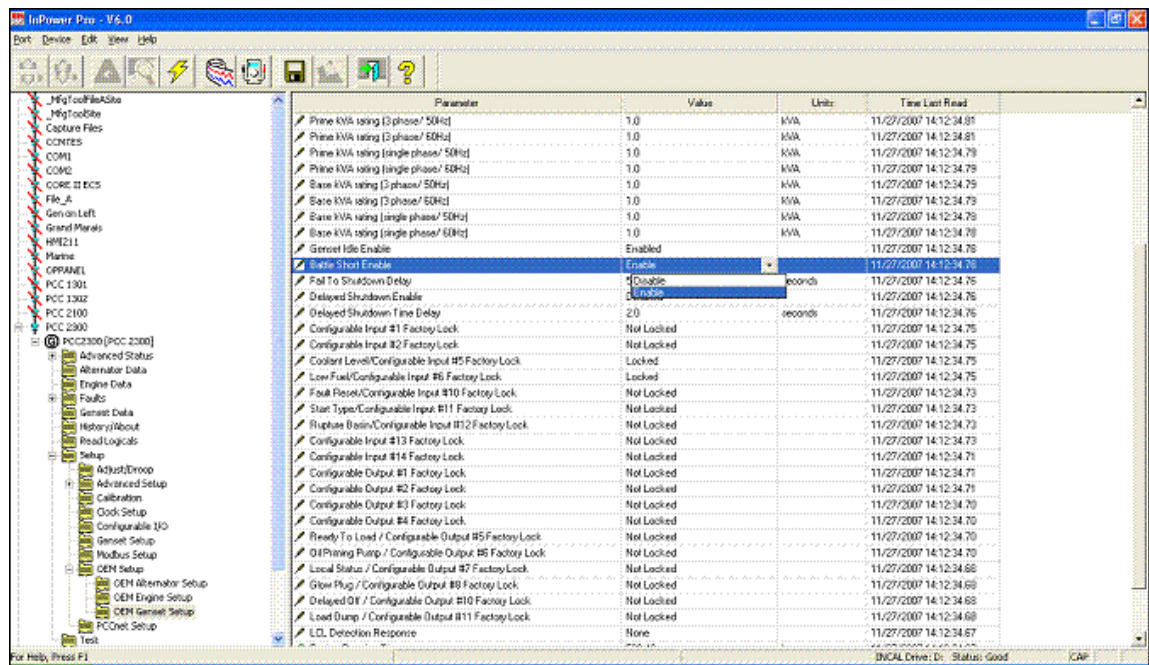 InPower Pro - V6.0
Port Device Edit View Help
_MfgToolFileASite
_MfgToolSite
Capture Files
CCMTES
COM1
COM2
CORE II ECS
File_A
Gen on Left
Grand Marais
HMI211
Marine
OPPANEL
PCC 1301
PCC 1302
PCC 2100
PCC 2300
PCC2300 [PCC 2300]
Advanced Status
Alternator Data
Engine Data
Faults
Genset Data
History/About
Read Logicals
Setup
Adjust/Droop
Advanced Setup
Calibration
Clock Setup
Configurable I/O
Genset Setup
Modbus Setup
OEM Setup
OEM Alternator Setup
OEM Engine Setup
OEM Genset Setup
PCCnet Setup
Test
Parameter Value Units Time Last Read
Prime kVA rating (3 phase/ 50Hz) 1.0 kVA 11/27/2007 14:12:34.81
Prime kVA rating (3 phase/ 60Hz) 1.0 kVA 11/27/2007 14:12:34.81
Prime kVA rating (single phase/ 50Hz) 1.0 kVA 11/27/2007 14:12:34.79
Prime kVA rating (single phase/ 60Hz) 1.0 kVA 11/27/2007 14:12:34.79
Base kVA rating (3 phase/ 50Hz) 1.0 kVA 11/27/2007 14:12:34.79
Base kVA rating (3 phase/ 60Hz) 1.0 kVA 11/27/2007 14:12:34.79
Base kVA rating (single phase/ 50Hz) 1.0 kVA 11/27/2007 14:12:34.79
Base kVA rating (single phase/ 60Hz) 1.0 kVA 11/27/2007 14:12:34.78
Genset Idle Enable Enabled 11/27/2007 14:12:34.78
Battle Short Enable Enable 11/27/2007 14:12:34.78
Fail To Shutdown Delay Disable seconds 11/27/2007 14:12:34.76
Delayed Shutdown Enable Enable 11/27/2007 14:12:34.76
Delayed Shutdown Time Delay 2.0 seconds 11/27/2007 14:12:34.76
Configurable Input #1 Factory Lock Not Locked 11/27/2007 14:12:34.75
Configurable Input #2 Factory Lock Not Locked 11/27/2007 14:12:34.75
Coolant Level/Configurable Input #5 Factory Lock Locked 11/27/2007 14:12:34.75
Low Fuel/Configurable Input #6 Factory Lock Locked 11/27/2007 14:12:34.75
Fault Reset/Configurable Input #10 Factory Lock Not Locked 11/27/2007 14:12:34.73
Start Type/Configurable Input #11 Factory Lock Not Locked 11/27/2007 14:12:34.73
Rupture Basin/Configurable Input #12 Factory Lock Not Locked 11/27/2007 14:12:34.73
Configurable Input #13 Factory Lock Not Locked 11/27/2007 14:12:34.71
Configurable Input #14 Factory Lock Not Locked 11/27/2007 14:12:34.71
Configurable Output #1 Factory Lock Not Locked 11/27/2007 14:12:34.71
Configurable Output #2 Factory Lock Not Locked 11/27/2007 14:12:34.71
Configurable Output #3 Factory Lock Not Locked 11/27/2007 14:12:34.70
Configurable Output #4 Factory Lock Not Locked 11/27/2007 14:12:34.70
Ready To Load / Configurable Output #5 Factory Lock Not Locked 11/27/2007 14:12:34.70
Oil Priming Pump / Configurable Output #6 Factory Lock Not Locked 11/27/2007 14:12:34.70
Local Status / Configurable Output #7 Factory Lock Not Locked 11/27/2007 14:12:34.68
Glow Plug / Configurable Output #8 Factory Lock Not Locked 11/27/2007 14:12:34.68
Delayed Off / Configurable Output #10 Factory Lock Not Locked 11/27/2007 14:12:34.68
Load Dump / Configurable Output #11 Factory Lock Not Locked 11/27/2007 14:12:34.68
LCL Detection Response None 11/27/2007 14:12:34.67
For Help, Press F1 INCAL Drive: D: Status: Good CAP